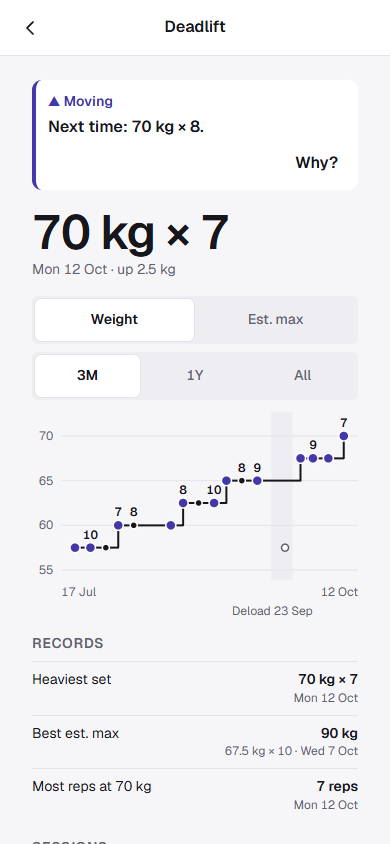 Deadlift
▲ Moving
Next time: 70 kg × 8.
Why?
70 kg × 7
Mon 12 Oct · up 2.5 kg
Weight
Est. max
3M
1Y
All
7
70
8 9
9
65
8 10
7 8
60
10
55
17 Jul
12 Oct
Deload 23 Sep
RECORDS
Heaviest set
70 kg × 7
Mon 12 Oct
Best est. max
90 kg
67.5 kg × 10 · Wed 7 Oct
Most reps at 70 kg
7 reps
Mon 12 Oct